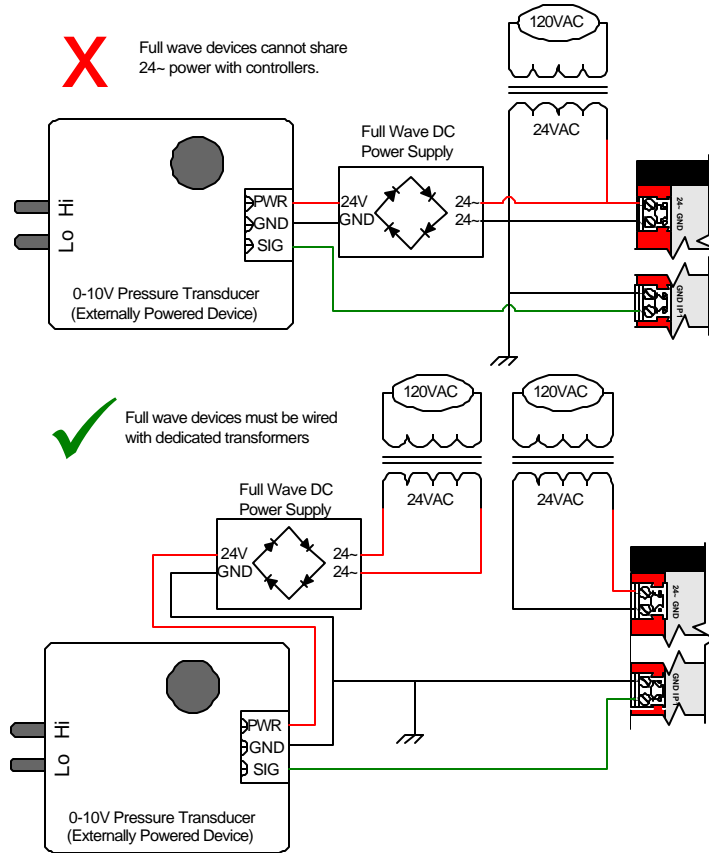 X
Full wave devices cannot share
24~ power with controllers.
120VAC
24VAC
Full Wave DC
Power Supply
PWR
GND
SIG
24V
GND
24~
24~
Hi
Lo
0-10V Pressure Transducer
(Externally Powered Device)
24~ GND
GND IP1
Full wave devices must be wired
with dedicated transformers
120VAC
120VAC
24VAC
24VAC
Full Wave DC
Power Supply
24V
GND
24~
24~
24~ GND
GND IP1
PWR
GND
SIG
Hi
Lo
0-10V Pressure Transducer
(Externally Powered Device)